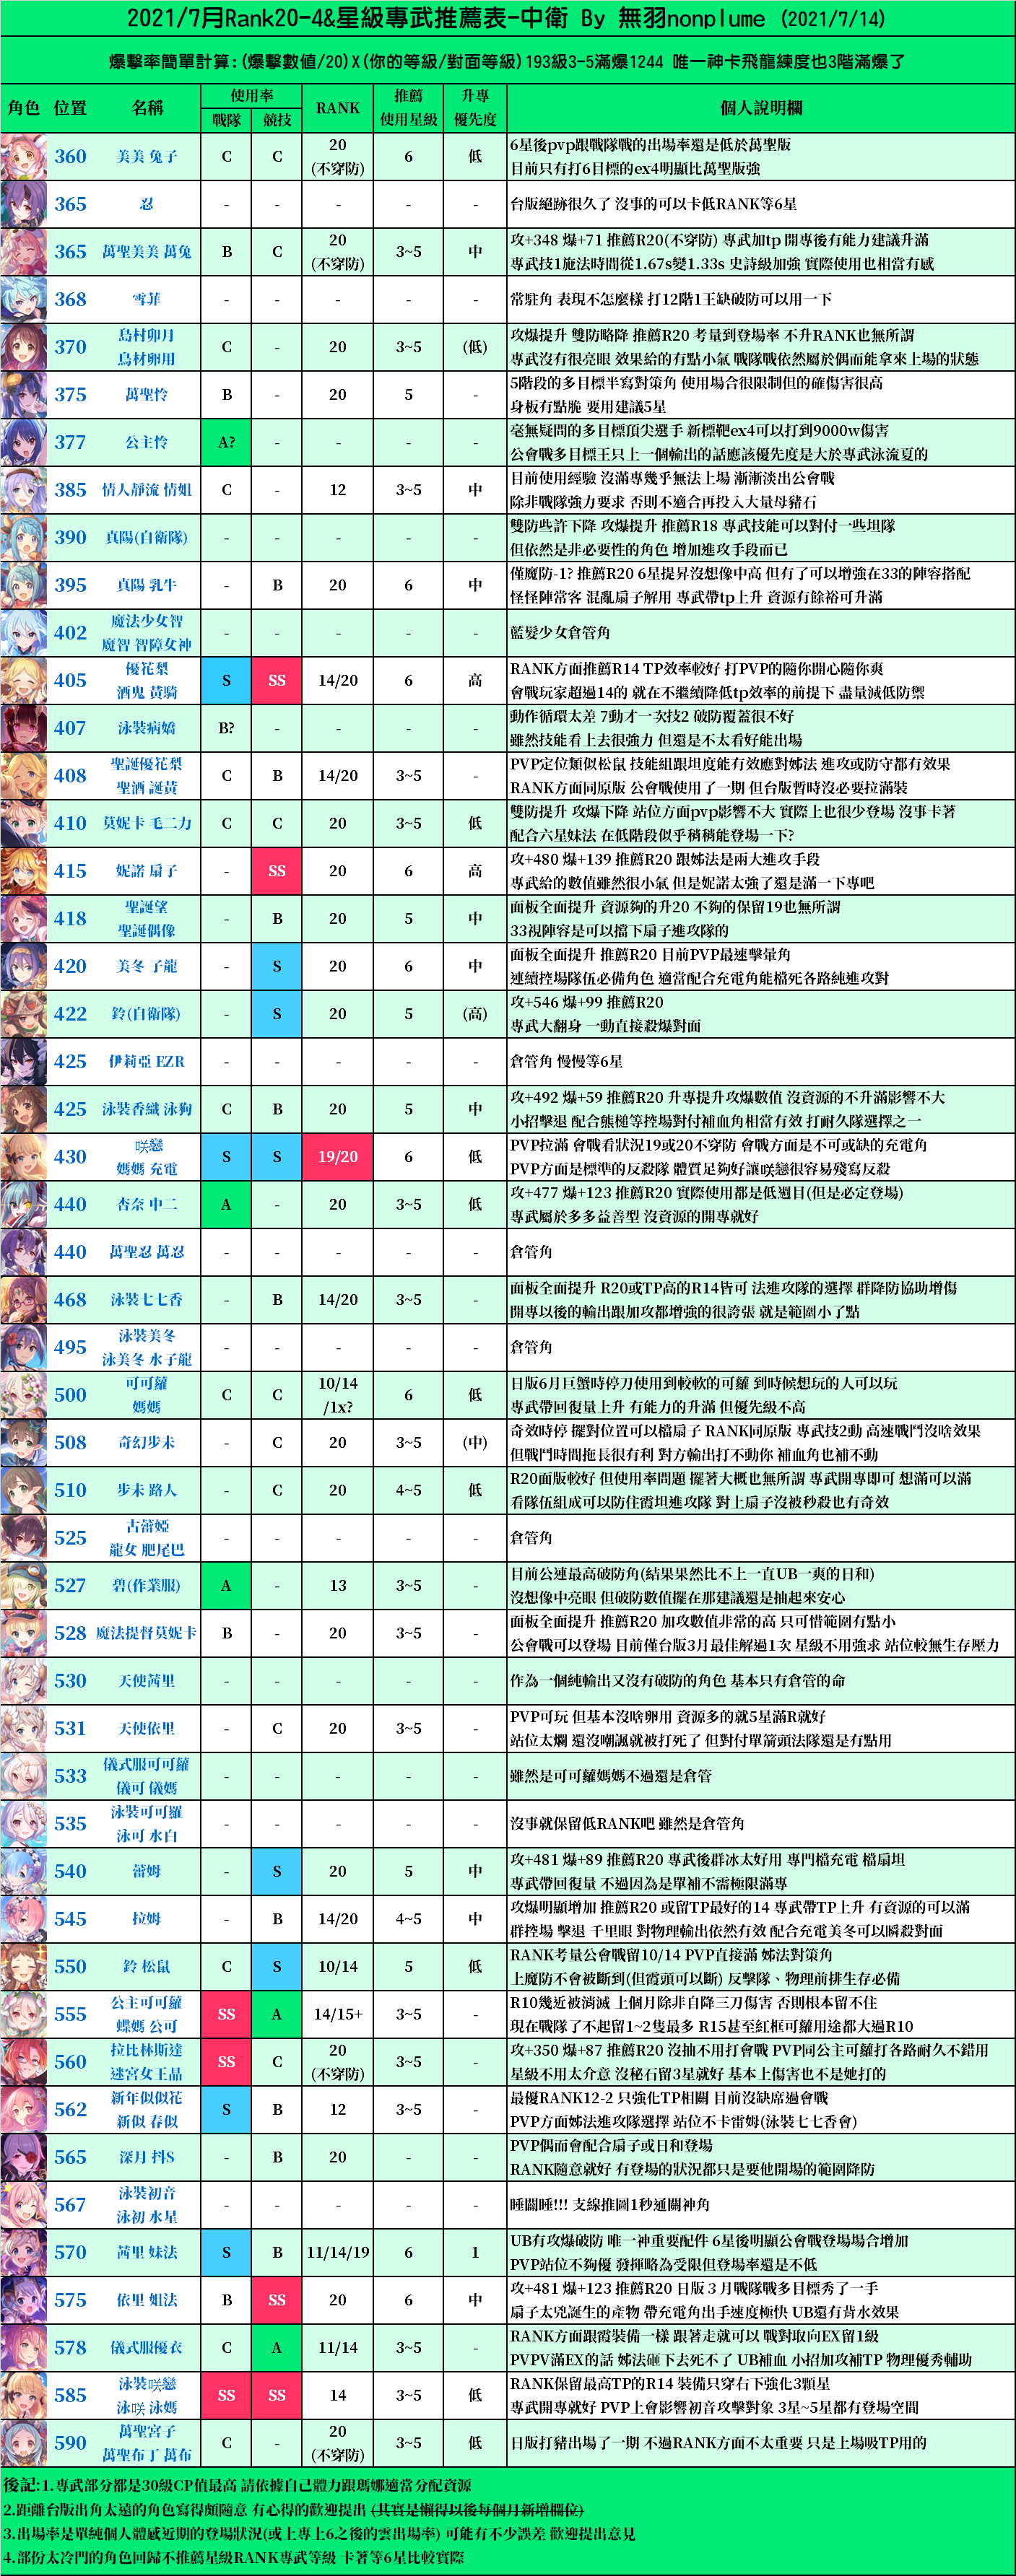 2021/7月Rank20-4&星級專武推薦表-中衛 By 無羽nonplume (2021/7/14)
爆擊率簡單計算:(爆擊數值/20)X(你的等級/對面等級)193級3-5滿爆1244 唯一神卡飛龍練度也3階滿爆了
角色 位置 名稱 使用率 戰隊 競技 RANK 推薦使用星級 升專優先度 個人說明欄
360 美美 兔子 C C 20 (不穿防) 6 低
6星後pvp跟戰隊戰的出場率還是低於萬聖版
目前只有打6目標的ex4明顯比萬聖版強
365 忍 - - - - - 台版絕跡很久了 沒事的可以卡低RANK等6星
365 萬聖美美 萬兔 B C 20 (不穿防) 3~5 中
攻+348 爆+71 推薦R20(不穿防) 專武加tp 開專後有能力建議升滿
專武技1施法時間從1.67s變1.33s 史詩級加強 實際使用也相當有感
368 雪菲 - - - - - 常駐角 表現不怎麼樣 打12階1王缺破防可以用一下
370 島村卯月 鳥村卵用 C - 20 3~5 (低)
攻爆提升 雙防略降 推薦R20 考量到登場率 不升RANK也無所謂
專武沒有很亮眼 效果給的有點小氣 戰隊戰依然屬於偶而能拿來上場的狀態
375 萬聖怜 B - 20 5 -
5階段的多目標半寫對策角 使用場合很限制但的確傷害很高
身板有點脆 要用建議5星
377 公主怜 A? - - - -
毫無疑問的多目標頂尖選手 新標靶ex4可以打到9000w傷害
公會戰多目標王只上一個輸出的話應該優先度是大於專武泳流夏的
385 情人靜流 情姐 C - 12 3~5 中
目前使用經驗 沒滿專幾乎無法上場 漸漸淡出公會戰
除非戰隊強力要求 否則不適合再投入大量母豬石
390 真陽(自衛隊) - - - - -
雙防些許下降 攻爆提升 推薦R18 專武技能可以對付一些坦隊
但依然是非必要性的角色 增加進攻手段而已
395 真陽 乳牛 - B 20 6 中
僅魔防-1? 推薦R20 6星提昇沒想像中高 但有了可以增強在33的陣容搭配
怪怪陣常客 混亂扇子解用 專武帶tp上升 資源有餘裕可升滿
402 魔法少女智 魔智 智障女神 - - - - - 藍髮少女倉管角
405 優花梨 酒鬼 黃騎 S SS 14/20 6 高
RANK方面推薦R14 TP效率較好 打PVP的隨你開心隨你爽
會戰玩家超過14的 就在不繼續降低tp效率的前提下 盡量減低防禦
407 泳裝病嬌 B? - - - -
動作循環太差 7動才一次技2 破防覆蓋很不好
雖然技能看上去很強力 但還是不太看好能出場
408 聖誕優花梨 聖酒 誕黃 C B 14/20 3~5 -
PVP定位類似松鼠 技能組跟坦度能有效應對姊法 進攻或防守都有效果
RANK方面同原版 公會戰使用了一期 但台版暫時沒必要拉滿裝
410 莫妮卡 毛二力 C C 20 3~5 低
雙防提升 攻爆下降 站位方面pvp影響不大 實際上也很少登場 沒事卡著
配合六星妹法 在低階段似乎稍稍能登場一下?
415 妮諾 扇子 - SS 20 6 高
攻+480 爆+139 推薦R20 跟姊法是兩大進攻手段
專武給的數值雖然很小氣 但是妮諾太強了還是滿一下專吧
418 聖誕望 聖誕偶像 - B 20 5 中
面板全面提升 資源夠的升20 不夠的保留19也無所謂
33視陣容是可以擋下扇子進攻隊的
420 美冬 子龍 - S 20 6 中
面板全面提升 推薦R20 目前PVP最速擊暈角
連續控場隊伍必備角色 適當配合充電角能檔死各路純進攻對
422 鈴(自衛隊) - S 20 5 (高)
攻+546 爆+99 推薦R20
專武大翻身 一動直接殺爆對面
425 伊莉亞 EZR - - - - - 倉管角 慢慢等6星
425 泳裝香織 泳狗 C B 20 5 中
攻+492 爆+59 推薦R20 升專提升攻爆數值 沒資源的不升滿影響不大
小招擊退 配合熊槌等控場對付補血角相當有效 打耐久隊選擇之一
430 咲戀 媽媽 充電 S S 19/20 6 低
PVP拉滿 會戰看狀況19或20不穿防 會戰方面是不可或缺的充電角
PVP方面是標準的反殺隊 體質足夠好讓咲戀很容易殘寫反殺
440 杏奈 中二 A - 20 3~5 低
攻+477 爆+123 推薦R20 實際使用都是低週目(但是必定登場)
專武屬於多多益善型 沒資源的開專就好
440 萬聖忍 萬忍 - - - - - 倉管角
468 泳裝七七香 - B 14/20 3~5 -
面板全面提升 R20或TP高的R14皆可 法進攻隊的選擇 群降防協助增傷
開專以後的輸出跟加攻都增強的很誇張 就是範圍小了點
495 泳裝美冬 泳美冬 水子龍 - - - - - 倉管角
500 可可蘿 媽媽 C C 10/14 /1x? 6 低
日版6月巨蟹時停刀使用到較軟的可蘿 到時候想玩的人可以玩
專武帶回復量上升 有能力的升滿 但優先級不高
508 奇幻步未 - C 20 3~5 (中)
奇效時停 擺對位置可以檔扇子 RANK同原版 專武技2動 高速戰鬥沒啥效果
但戰鬥時間拖長很有利 對方輸出打不動你 補血角也補不動
510 步未 路人 - C 20 4~5 低
R20面版較好 但使用率問題 擺著大概也無所謂 專武開專即可 想滿可以滿
看隊伍組成可以防住霞坦進攻隊 對上扇子沒被秒殺也有奇效
525 古蕾婭 龍女 肥尾巴 - - - - - 倉管角
527 碧(作業服) A - 13 3~5 -
目前公連最高破防角(結果果然比不上一直UB一爽的日和)
沒想像中亮眼 但破防數值擺在那建議還是抽起來安心
528 魔法提督莫妮卡 B - 20 3~5 -
面板全面提升 推薦R20 加攻數值非常的高 只可惜範圍有點小
公會戰可以登場 目前僅台版3月最佳解過1次 星級不用強求 站位較無生存壓力
530 天使茜里 - - - - - 作為一個純輸出又沒有破防的角色 基本只有倉管的命
531 天使依里 - C 20 3~5 -
PVP可玩 但基本沒啥卵用 資源多的就5星滿R就好
站位太爛 還沒嘲諷就被打死了 但對付單箭頭法隊還是有點用
533 儀式服可可蘿 儀可 儀媽 - - - - - 雖然是可可蘿媽媽不過還是倉管
535 泳裝可可羅 泳可 水白 - - - - - 沒事就保留低RANK吧 雖然是倉管角
540 蕾姆 - S 20 5 中
攻+481 爆+89 推薦R20 專武後群冰太好用 專門檔充電 檔扇坦
專武帶回復量 不過因為是單補不需極限滿專
545 拉姆 - B 14/20 4~5 中
攻爆明顯增加 推薦R20 或留TP最好的14 專武帶TP上升 有資源的可以滿
群控場 擊退 千里眼 對物理輸出依然有效 配合充電美冬可以瞬殺對面
550 鈴 松鼠 C S 10/14 5 低
RANK考量公會戰留10/14 PVP直接滿 姊法對策角
上魔防不會被斷到(但霞頭可以斷) 反擊隊、物理前排生存必備
555 公主可可蘿 蝶媽 公可 SS A 14/15+ 3~5 -
R10幾近被消滅 上個月除非自降三刀傷害 否則根本留不住
現在戰隊了不起留1~2隻最多 R15甚至紅框可蘿用途都大過R10
560 拉比林斯達 迷宮女王晶 SS C 20 (不穿防) 3~5 -
攻+350 爆+87 推薦R20 沒抽不用打會戰 PVP同公主可蘿打各路耐久不錯用
星級不用太介意 沒秘石留3星就好 基本上傷害也不是她打的
562 新年似似花 新似 春似 S B 12 3~5 -
最優RANK12-2 只強化TP相關 目前沒缺席過會戰
PVP方面姊法進攻隊選擇 站位不卡雷姆(泳裝七七香會)
565 深月 抖S - B 20 - -
PVP偶而會配合扇子或日和登場
RANK隨意就好 有登場的狀況都只是要他開場的範圍降防
567 泳裝初音 泳初 水星 - - - - - 睡鬪睡!!! 支線推圖1秒通關神角
570 茜里 妹法 S B 11/14/19 6 1
UB有攻爆破防 唯一神重要配件 6星後明顯公會戰登場場合增加
PVP站位不夠優 發揮略為受限但登場率還是不低
575 依里 姐法 B SS 20 6 中
攻+481 爆+123 推薦R20 日版３月戰隊戰多目標秀了一手
扇子太兇誕生的產物 帶充電角出手速度極快 UB還有背水效果
578 儀式服優衣 C A 11/14 3~5 -
RANK方面跟霞裝備一樣 跟著走就可以 戰對取向EX留1級
PVPV滿EX的話 姊法砸下去死不了 UB補血 小招加攻補TP 物理優秀輔助
585 泳裝咲戀 泳咲 泳媽 SS SS 14 3~5 低
RANK保留最高TP的R14 裝備只穿右下強化3顆星
專武開專就好 PVP上會影響初音攻擊對象 3星~5星都有登場空間
590 萬聖宮子 萬聖布丁 萬布 C - 20 (不穿防) 3~5 低
日版打豬出場了一期 不過RANK方面不太重要 只是上場吸TP用的
後記:1.專武部分都是30級CP值最高 請依據自己體力跟瑪娜適當分配資源
2.距離台版出角太遠的角色寫得頗隨意 有心得的歡迎提出 (其實是懶得以後每個月新增欄位)
3.出場率是單純個人體感近期的登場狀況(或上專上6之後的雲出場率) 可能有不少誤差 歡迎提出意見
4.部份太冷門的角色回歸不推薦星級RANK專武等級 卡著等6星比較實際